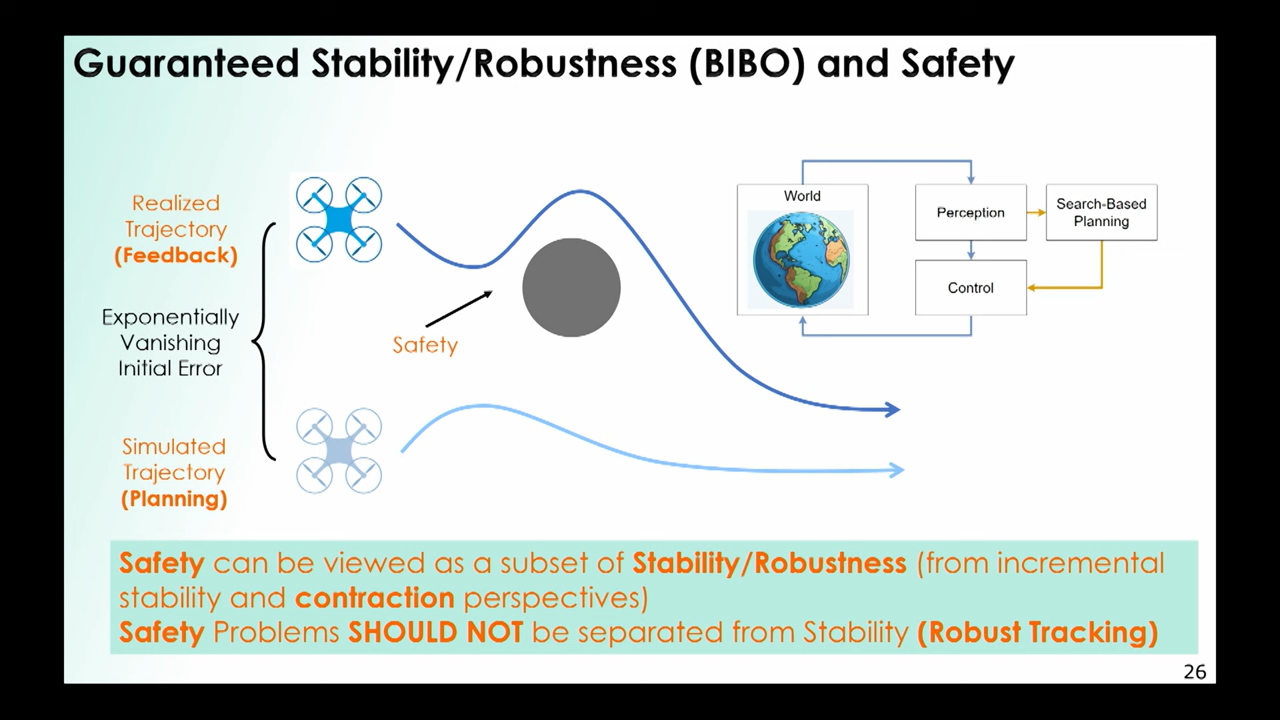 Guaranteed Stability/Robustness (BIBO) and Safety
Realized
Trajectory
(Feedback)
Exponentially
Vanishing
Initial Error
Simulated
Trajectory
(Planning)
Safety
World
Perception
Search-Based
Planning
Control
Safety can be viewed as a subset of Stability/Robustness (from incremental
stability and contraction perspectives)
Safety Problems SHOULD NOT be separated from Stability (Robust Tracking)
26